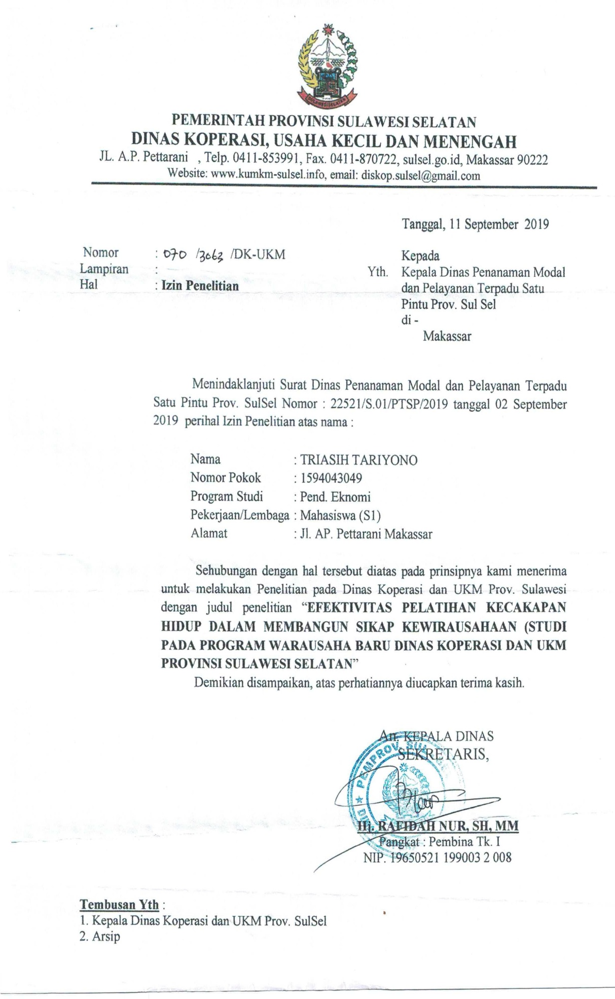 SULAWESI SELATAN
PEMERINTAH PROVINSI SULAWESI SELATAN
DINAS KOPERASI, USAHA KECIL DAN MENENGAH
JL. A.P. Pettarani , Telp. 0411-853991, Fax. 0411-870722, sulsel.go.id, Makassar 90222
Website: www.kumkm-sulsel.info, email: diskop.sulsel@gmail.com
Tanggal, 11 September 2019
Nomor : 070 /3063 /DK-UKM
Lampiran :
Hal : Izin Penelitian
Kepada
Yth. Kepala Dinas Penanaman Modal
dan Pelayanan Terpadu Satu
Pintu Prov. Sul Sel
di -
Makassar
Menindaklanjuti Surat Dinas Penanaman Modal dan Pelayanan Terpadu
Satu Pintu Prov. SulSel Nomor : 22521/S.01/PTSP/2019 tanggal 02 September
2019 perihal Izin Penelitian atas nama :
Nama : TRIASIH TARIYONO
Nomor Pokok : 1594043049
Program Studi : Pend. Eknomi
Pekerjaan/Lembaga : Mahasiswa (S1)
Alamat : Jl. AP. Pettarani Makassar
Sehubungan dengan hal tersebut diatas pada prinsipnya kami menerima
untuk melakukan Penelitian pada Dinas Koperasi dan UKM Prov. Sulawesi
dengan judul penelitian “EFEKTIVITAS PELATIHAN KECAKAPAN
HIDUP DALAM MEMBANGUN SIKAP KEWIRAUSAHAAN (STUDI
PADA PROGRAM WARAUSAHA BARU DINAS KOPERASI DAN UKM
PROVINSI SULAWESI SELATAN”
Demikian disampaikan, atas perhatiannya diucapkan terima kasih.
An. KEPALA DINAS
SEKRETARIS,
PEMPROV. SUL
Hj. RAFIDAH NUR, SH, MM
Pangkat : Pembina Tk. I
NIP. 19650521 199003 2 008
Tembusan Yth :
1. Kepala Dinas Koperasi dan UKM Prov. SulSel
2. Arsip